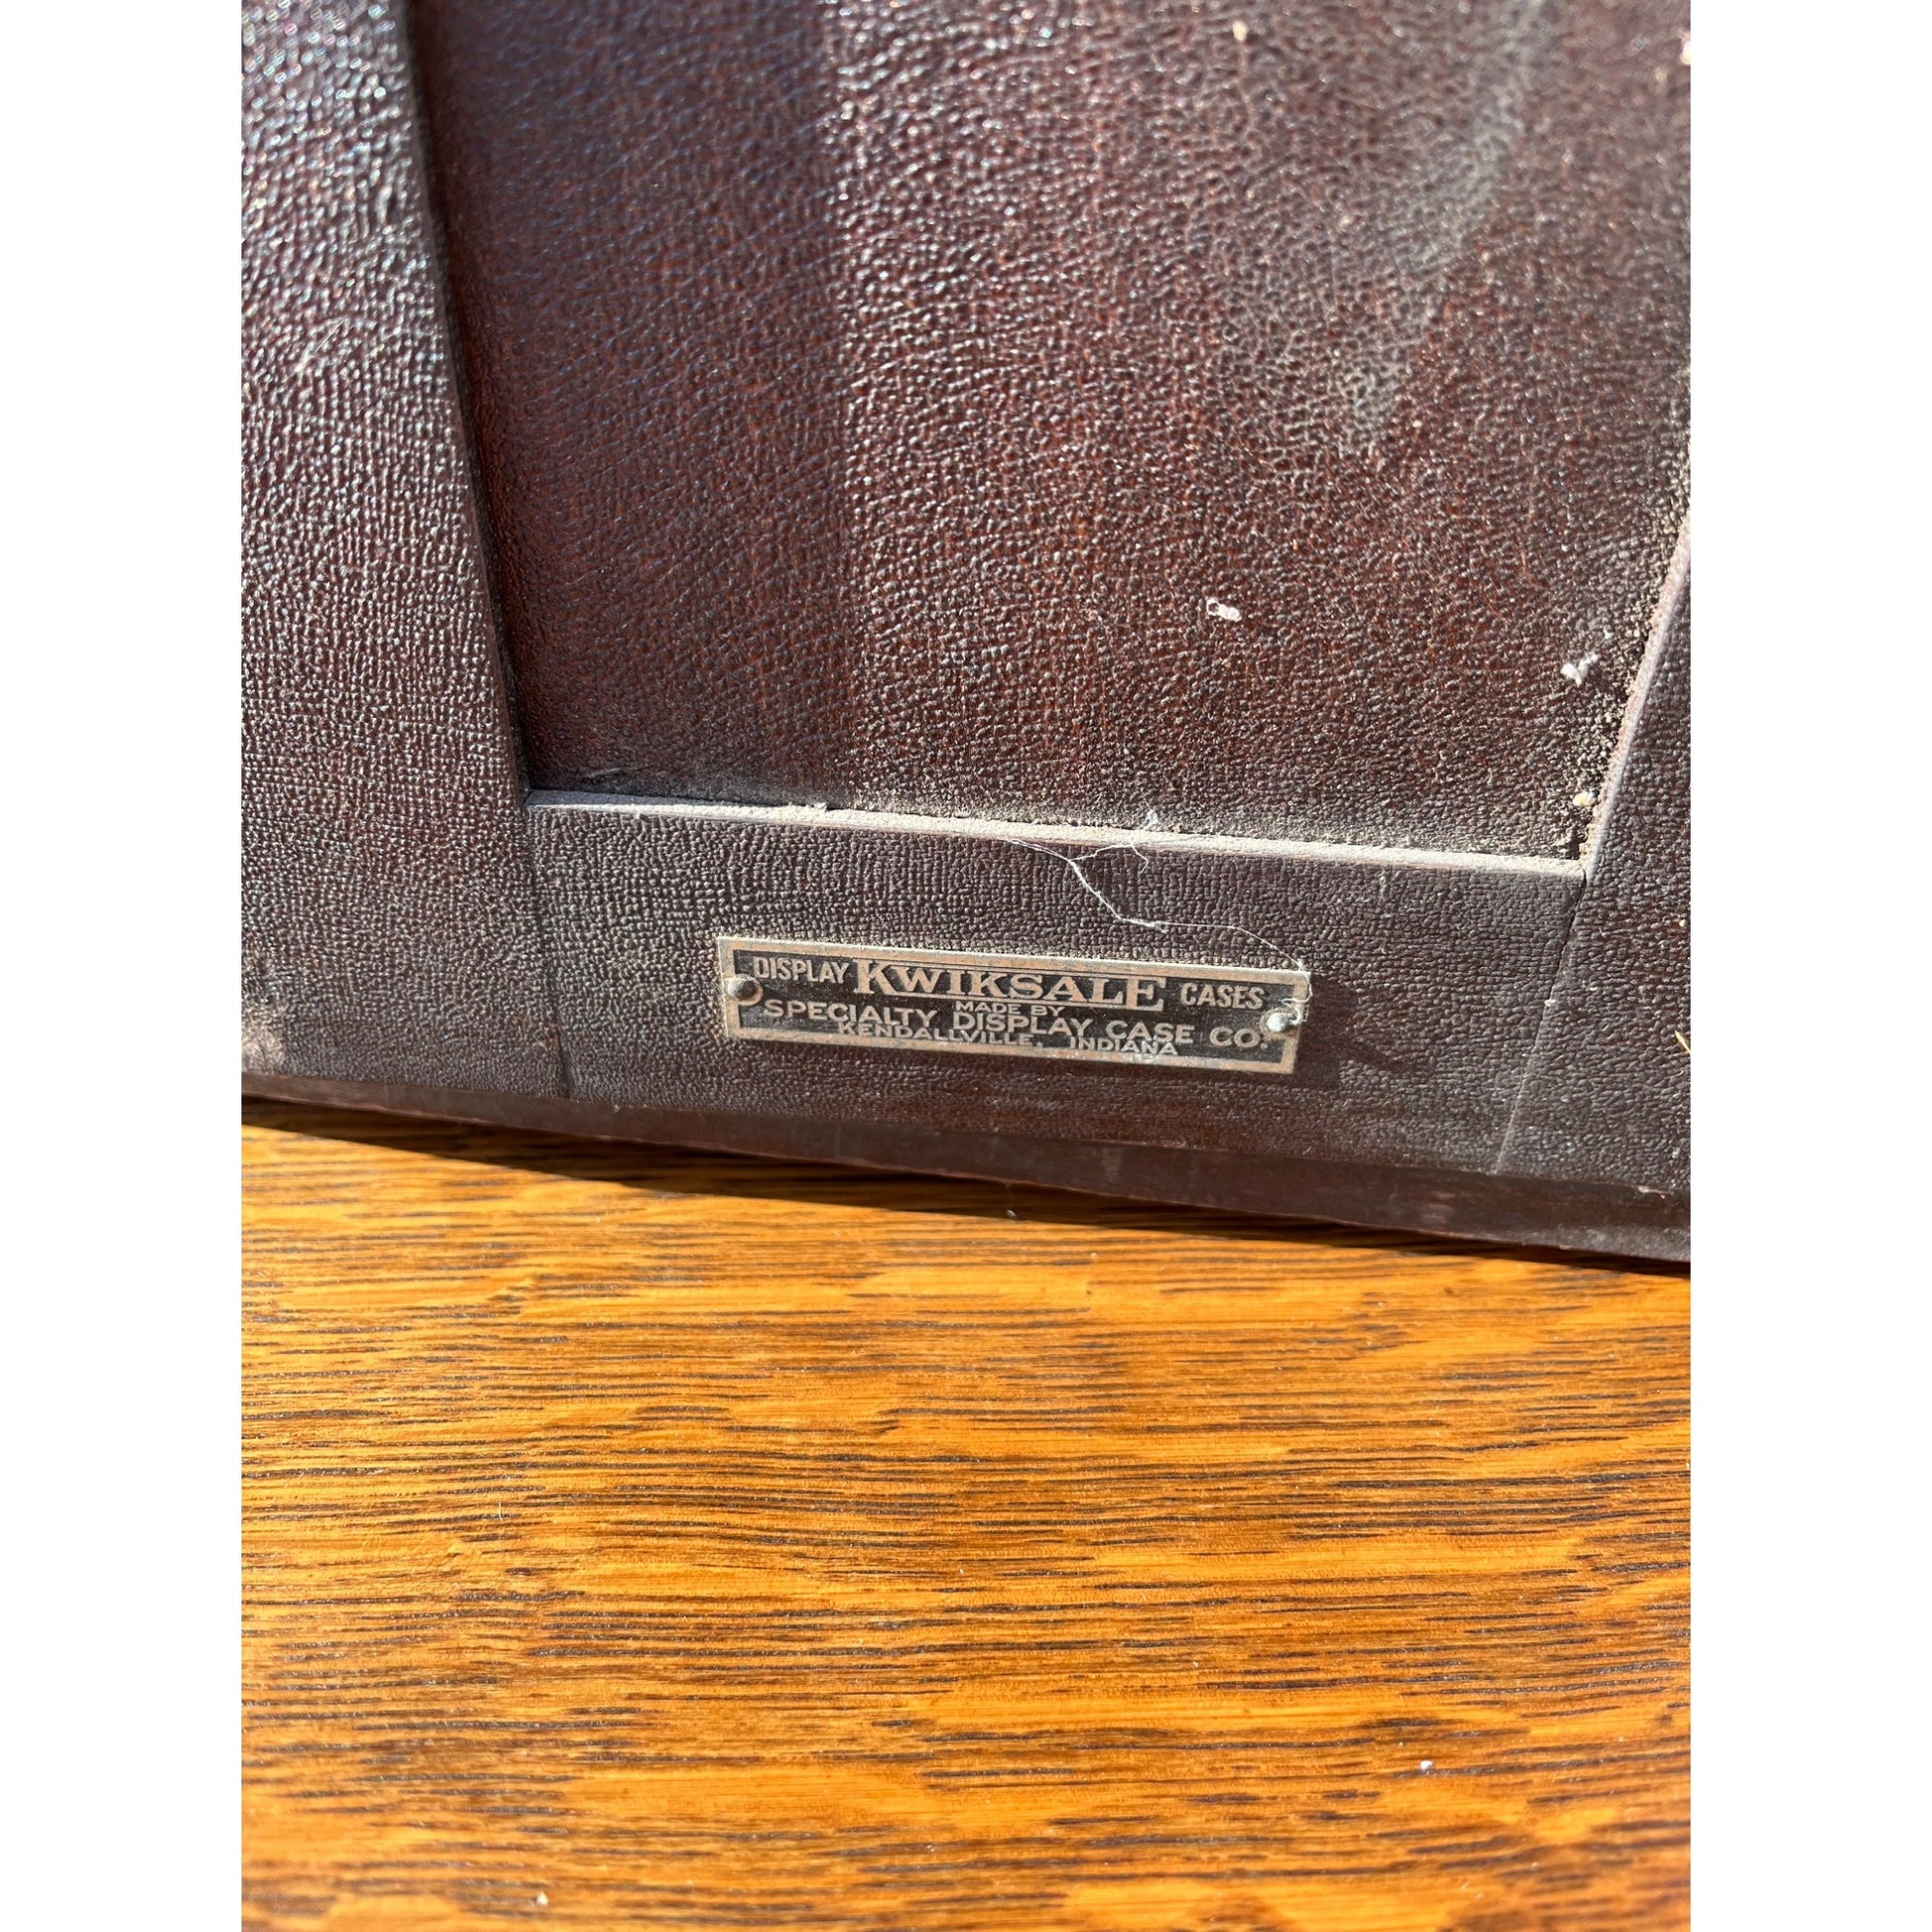 DISPLAY KWIKSALE CASES
MADE BY
SPECIALTY DISPLAY CASE CO.
KENDALLVILLE, INDIANA